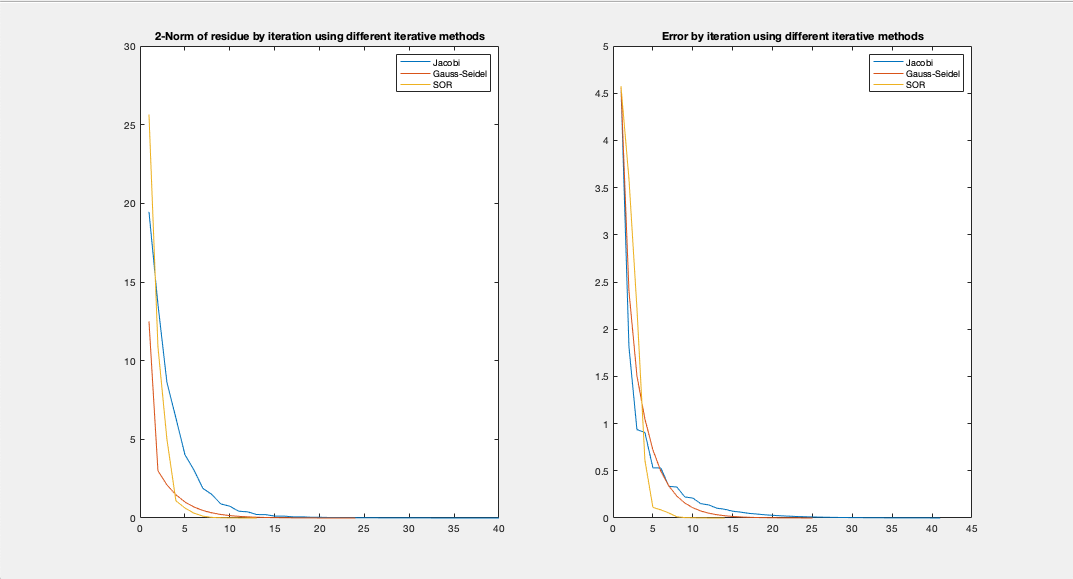 2-Norm of residue by iteration using different iterative methods
30
25
20
15
10
5
0
0 5 10 15 20 25 30 35 40
Jacobi
Gauss-Seidel
SOR
Error by iteration using different iterative methods
5
4.5
4
3.5
3
2.5
2
1.5
1
0.5
0
0 5 10 15 20 25 30 35 40 45
Jacobi
Gauss-Seidel
SOR